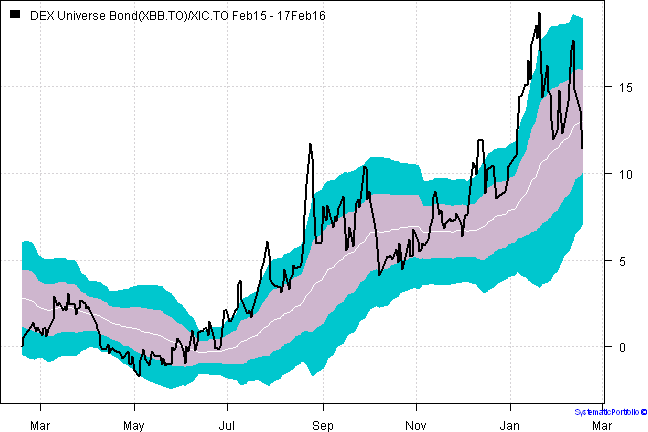 DEX Universe Bond(XBB.TO)/XIC.TO Feb15 - 17Feb16
15
10
5
0
Mar May Jul Sep Nov Jan Mar
SystematicPortfolio ©